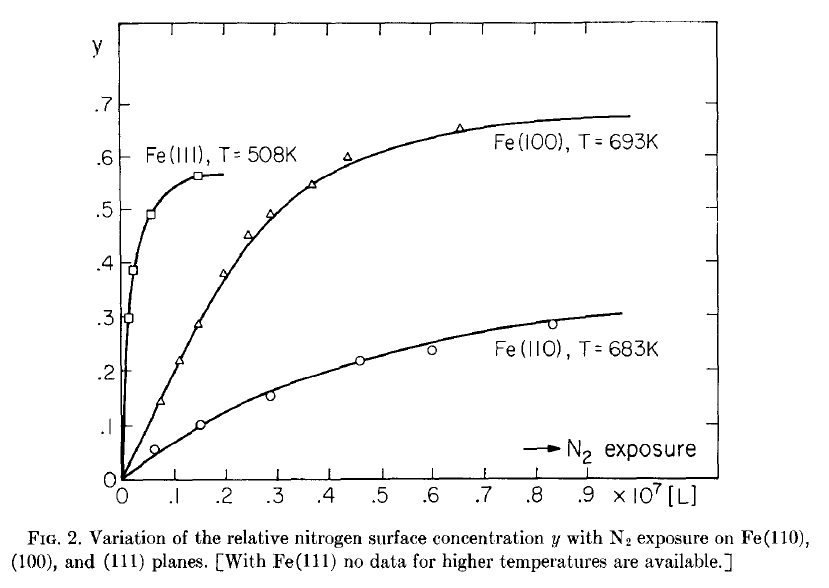 y
.7
.6
.5
.4
.3
.2
.1
0
Fe(111), T = 508K
Fe(100), T = 693K
Fe(110), T = 683K
→ N₂ exposure
0 .1 .2 .3 .4 .5 .6 .7 .8 .9 ×10⁷ [L]
FIG. 2. Variation of the relative nitrogen surface concentration y with N₂ exposure on Fe(110),
(100), and (111) planes. [With Fe(111) no data for higher temperatures are available.]